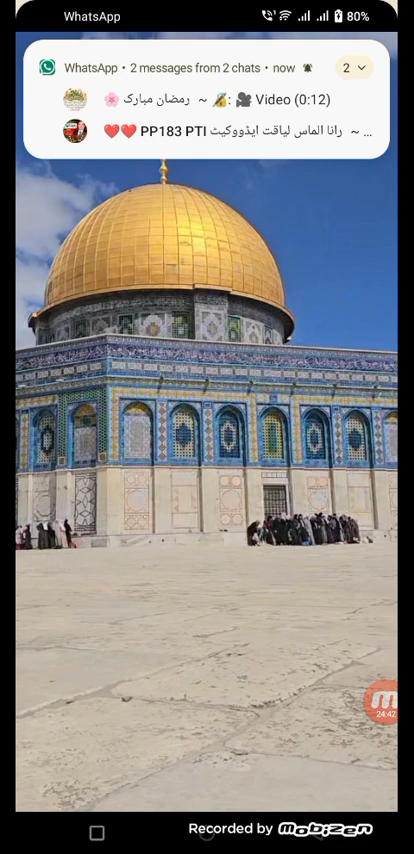 WhatsApp 80%
WhatsApp • 2 messages from 2 chats • now 2
🌸 رمضان مبارک ~ : Video (0:12)
❤️❤️ PP183 PTI رانا الماس لیاقت ایڈووکیٹ ~ ...
24:42
Recorded by Mobizen